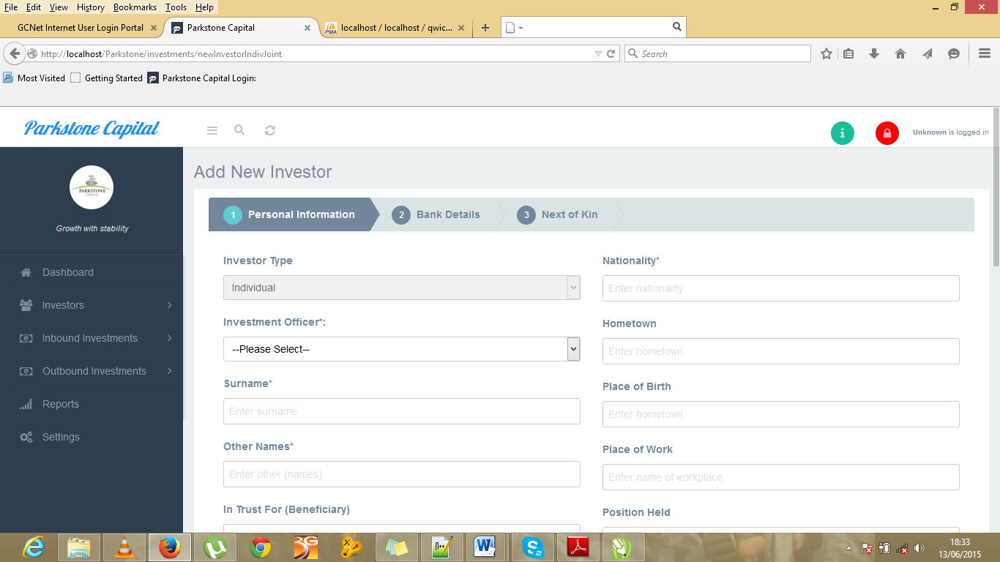 File Edit View History Bookmarks Tools Help
GCNet Internet User Login Portal
Parkstone Capital
PMA localhost / localhost / qwic...
http://localhost/Parkstone/investments/newInvestorIndivJoint
Search
Most Visited
Getting Started
Parkstone Capital Login:
Parkstone Capital
Unknown is logged in
PARKSTONE
CAPITAL
Growth with stability
Dashboard
Investors
Inbound Investments
Outbound Investments
Reports
Settings
Add New Investor
1 Personal Information
2 Bank Details
3 Next of Kin
Investor Type
Individual
Investment Officer*:
--Please Select--
Surname*
Enter surname
Other Names*
Enter other (names)
In Trust For (Beneficiary)
Nationality*
Enter nationality
Hometown
Enter hometown
Place of Birth
Enter hometown
Place of Work
Enter name of workplace
Position Held
3G
18:33
13/06/2015